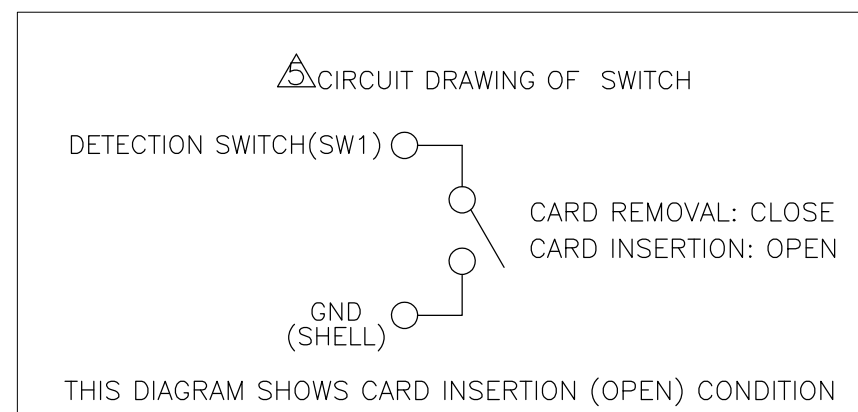 5 CIRCUIT DRAWING OF SWITCH
DETECTION SWITCH(SW1)
CARD REMOVAL: CLOSE
CARD INSERTION: OPEN
GND
(SHELL)
THIS DIAGRAM SHOWS CARD INSERTION (OPEN) CONDITION